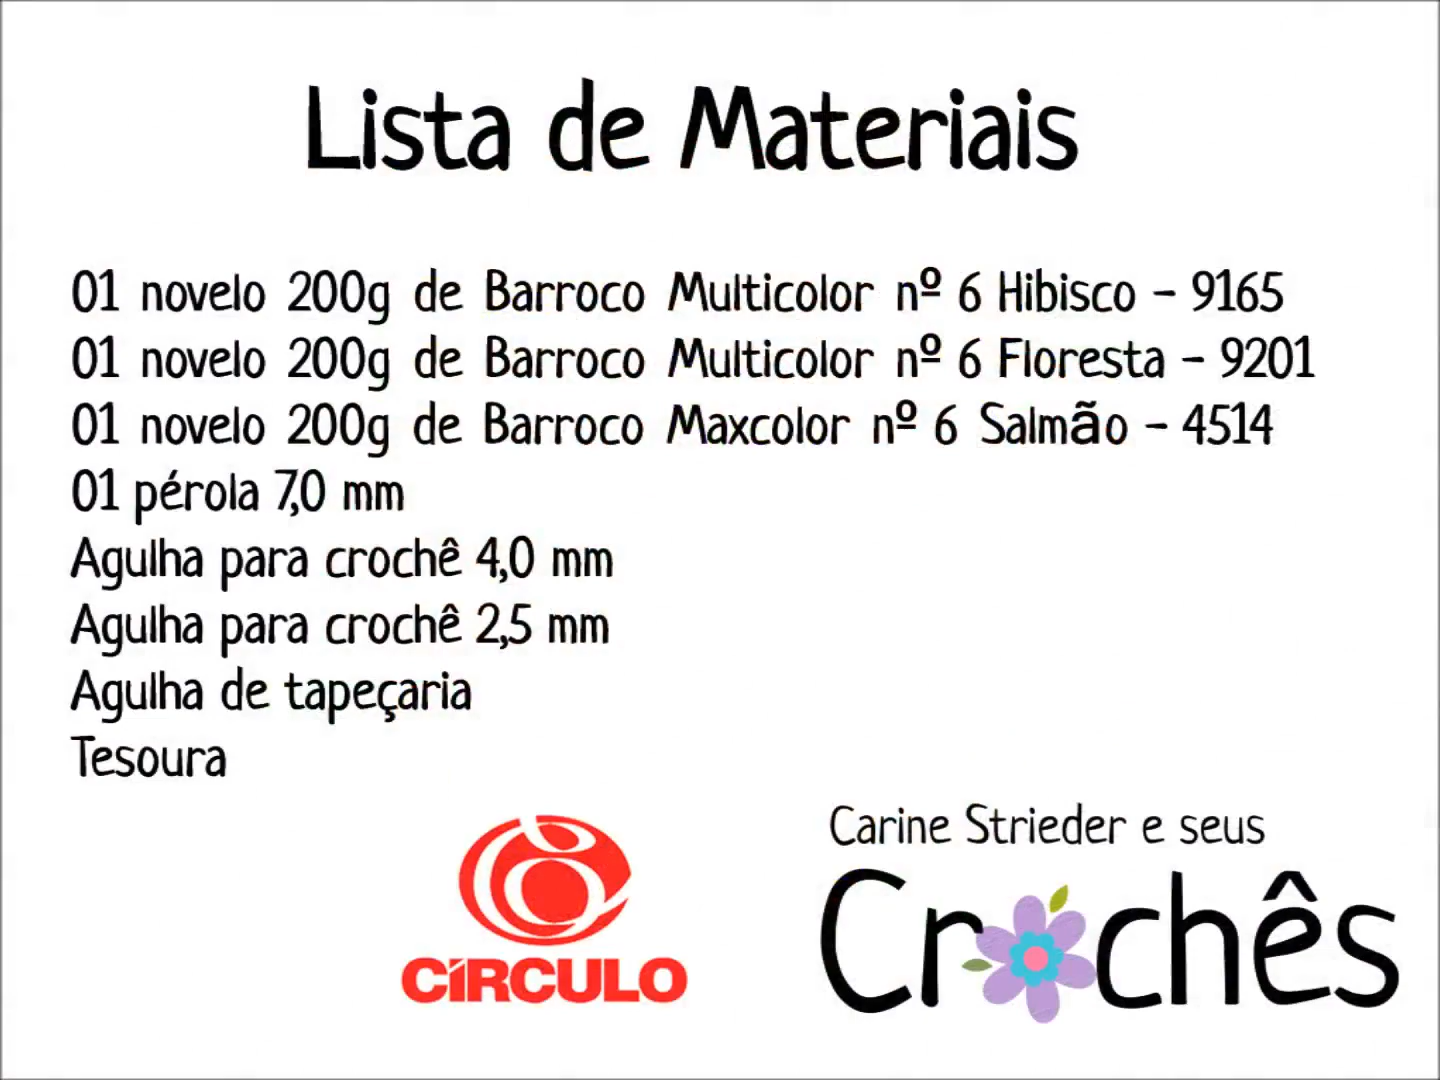 Lista de Materiais
01 novelo 200g de Barroco Multicolor nº 6 Hibisco - 9165
01 novelo 200g de Barroco Multicolor nº 6 Floresta - 9201
01 novelo 200g de Barroco Maxcolor nº 6 Salmão - 4514
01 pérola 7,0 mm
Agulha para crochê 4,0 mm
Agulha para crochê 2,5 mm
Agulha de tapeçaria
Tesoura
Carine Strieder e seus
Crochês
CÍRCULO